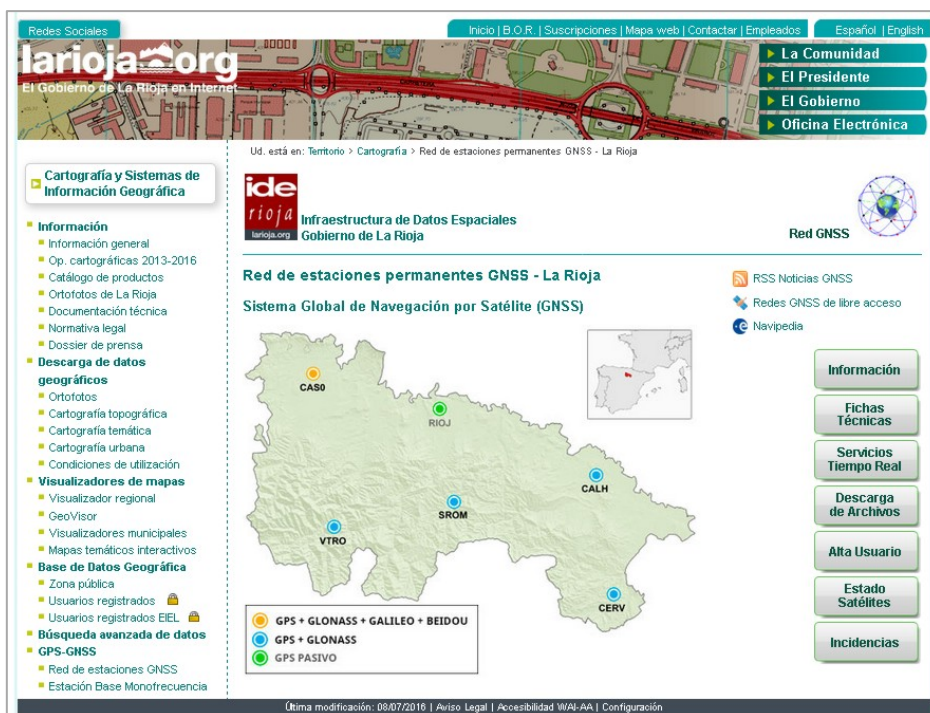 Redes Sociales
Inicio | B.O.R. | Suscripciones | Mapa web | Contactar | Empleados
Español | English
larioja.org
El Gobierno de La Rioja en Internet
La Comunidad
El Presidente
El Gobierno
Oficina Electrónica
Ud. está en: Territorio > Cartografía > Red de estaciones permanentes GNSS - La Rioja
Cartografía y Sistemas de
Información Geográfica
Información
Información general
Op. cartográficas 2013-2016
Catálogo de productos
Ortofotos de La Rioja
Documentación técnica
Normativa legal
Dossier de prensa
Descarga de datos
geográficos
Ortofotos
Cartografía topográfica
Cartografía temática
Cartografía urbana
Condiciones de utilización
Visualizadores de mapas
Visualizador regional
GeoVisor
Visualizadores municipales
Mapas temáticos interactivos
Base de Datos Geográfica
Zona pública
Usuarios registrados
Usuarios registrados EIEL
Búsqueda avanzada de datos
GPS-GNSS
Red de estaciones GNSS
Estación Base Monofrecuencia
ide
rioja
larioja.org
Infraestructura de Datos Espaciales
Gobierno de La Rioja
Red GNSS
Red de estaciones permanentes GNSS - La Rioja
Sistema Global de Navegación por Satélite (GNSS)
RSS Noticias GNSS
Redes GNSS de libre acceso
Navipedia
CAS0
RIOJ
CALH
SROM
VTRO
CERV
GPS + GLONASS + GALILEO + BEIDOU
GPS + GLONASS
GPS PASIVO
Información
Fichas
Técnicas
Servicios
Tiempo Real
Descarga
de Archivos
Alta Usuario
Estado
Satélites
Incidencias
Última modificación: 08/07/2016 | Aviso Legal | Accesibilidad WAI-AA | Configuración